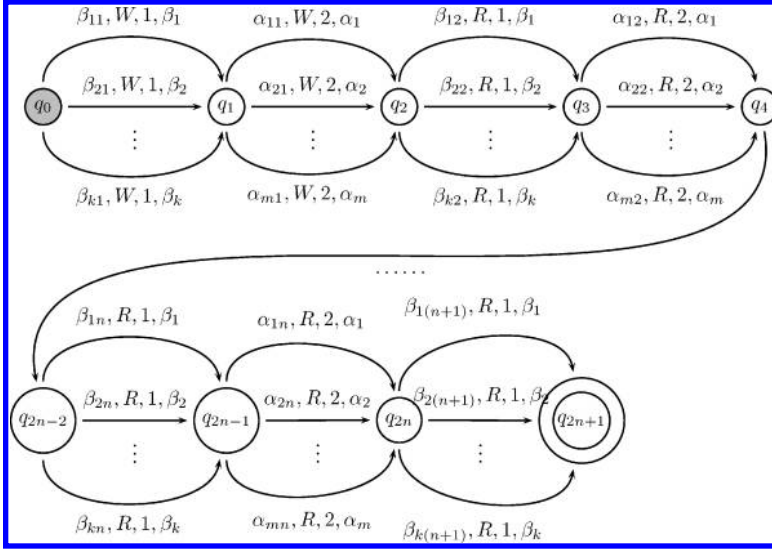 β₁₁, W, 1, β₁ α₁₁, W, 2, α₁ β₁₂, R, 1, β₁ α₁₂, R, 2, α₁
q₀ β₂₁, W, 1, β₂ q₁ α₂₁, W, 2, α₂ q₂ β₂₂, R, 1, β₂ q₃ α₂₂, R, 2, α₂ q₄
⋮ ⋮ ⋮ ⋮
βₖ₁, W, 1, βₖ αₘ₁, W, 2, αₘ βₖ₂, R, 1, βₖ αₘ₂, R, 2, αₘ
······
β₁ₙ, R, 1, β₁ α₁ₙ, R, 2, α₁ β₁₍ₙ₊₁₎, R, 1, β₁
q₂ₙ₋₂ β₂ₙ, R, 1, β₂ q₂ₙ₋₁ α₂ₙ, R, 2, α₂ q₂ₙ β₂₍ₙ₊₁₎, R, 1, β₂ q₂ₙ₊₁
⋮ ⋮ ⋮
βₖₙ, R, 1, βₖ αₘₙ, R, 2, αₘ βₖ₍ₙ₊₁₎, R, 1, βₖ